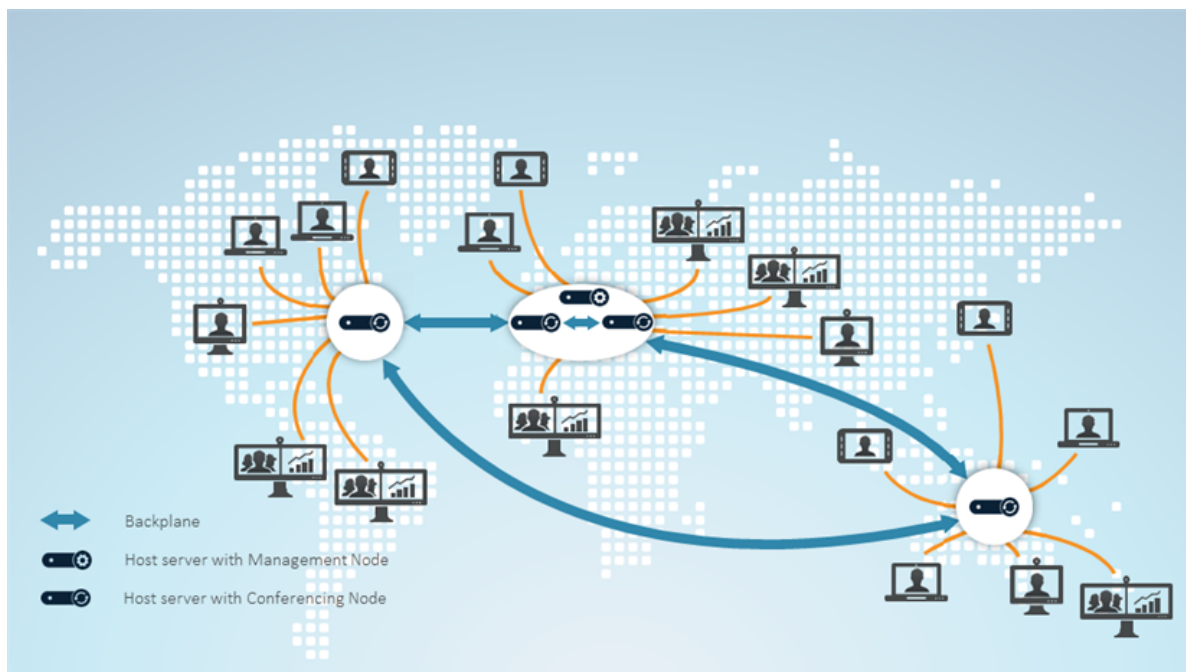 Backplane
Host server with Management Node
Host server with Conferencing Node